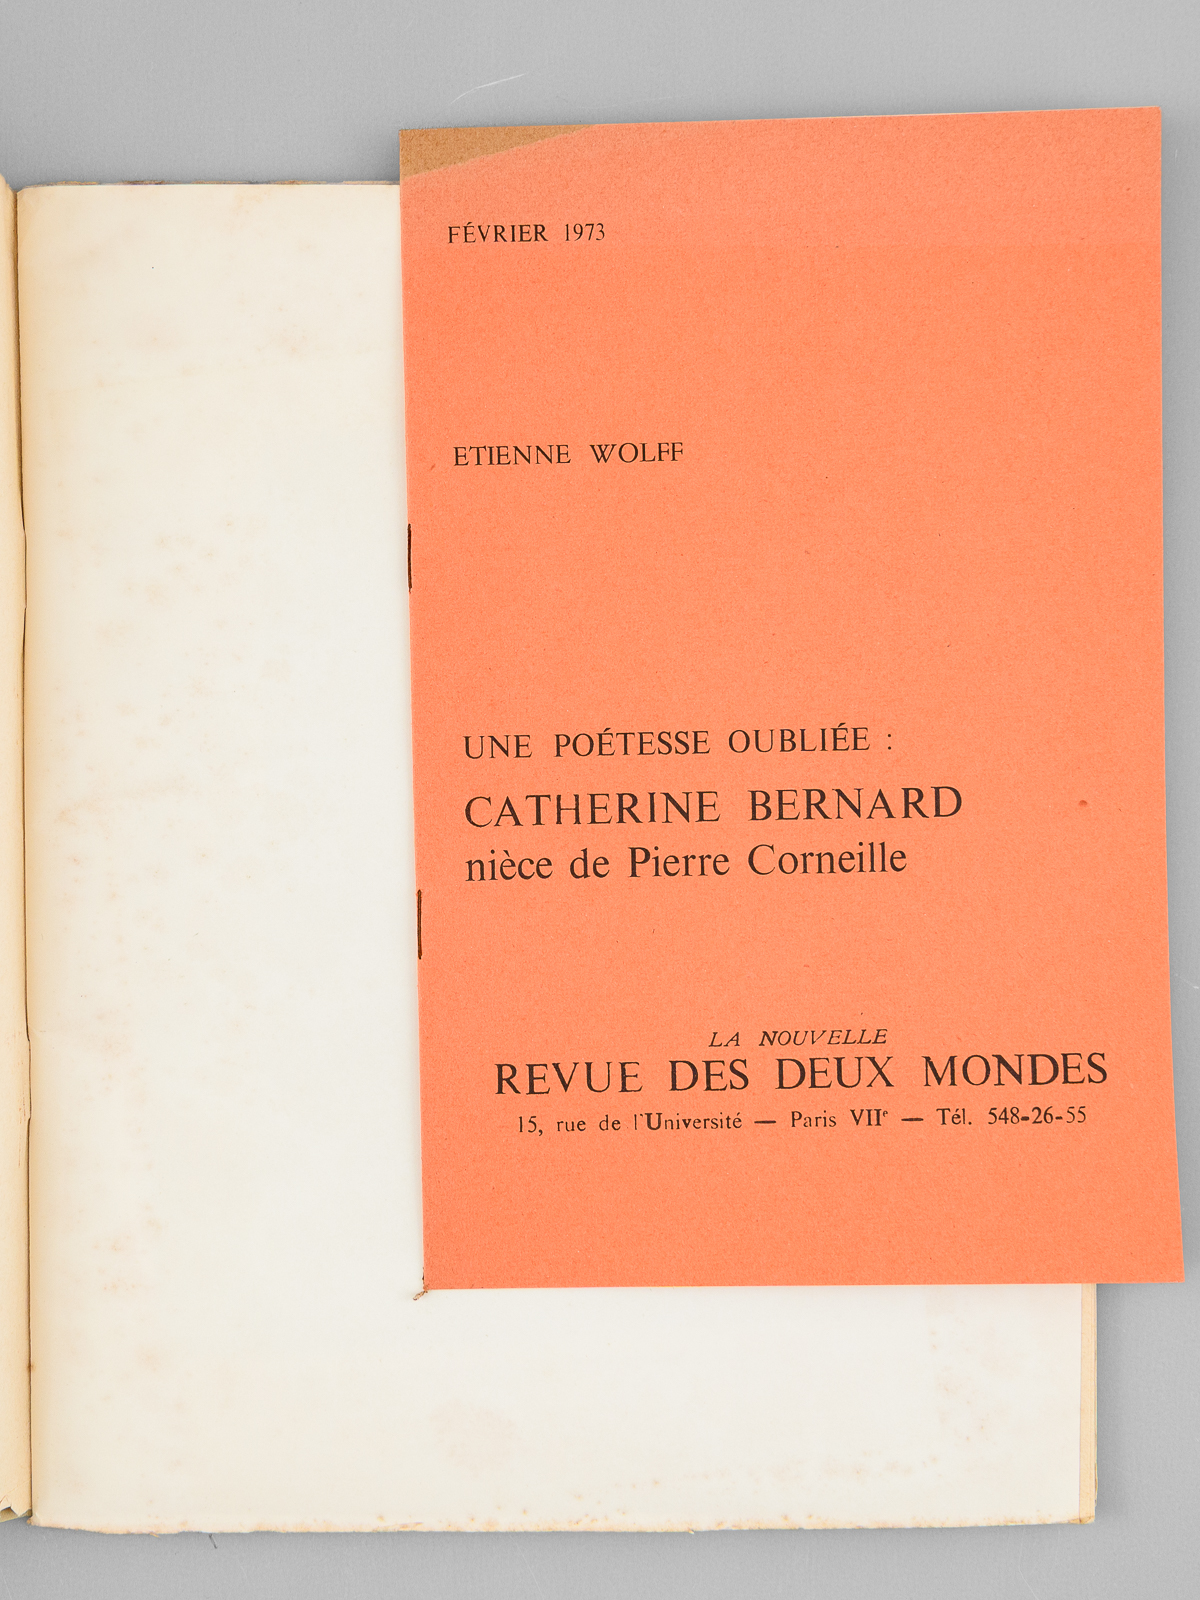 FÉVRIER 1973
ETIENNE WOLFF
UNE POÉTESSE OUBLIÉE :
CATHERINE BERNARD
nièce de Pierre Corneille
LA NOUVELLE
REVUE DES DEUX MONDES
15, rue de l'Université — Paris VIIe — Tél. 548-26-55